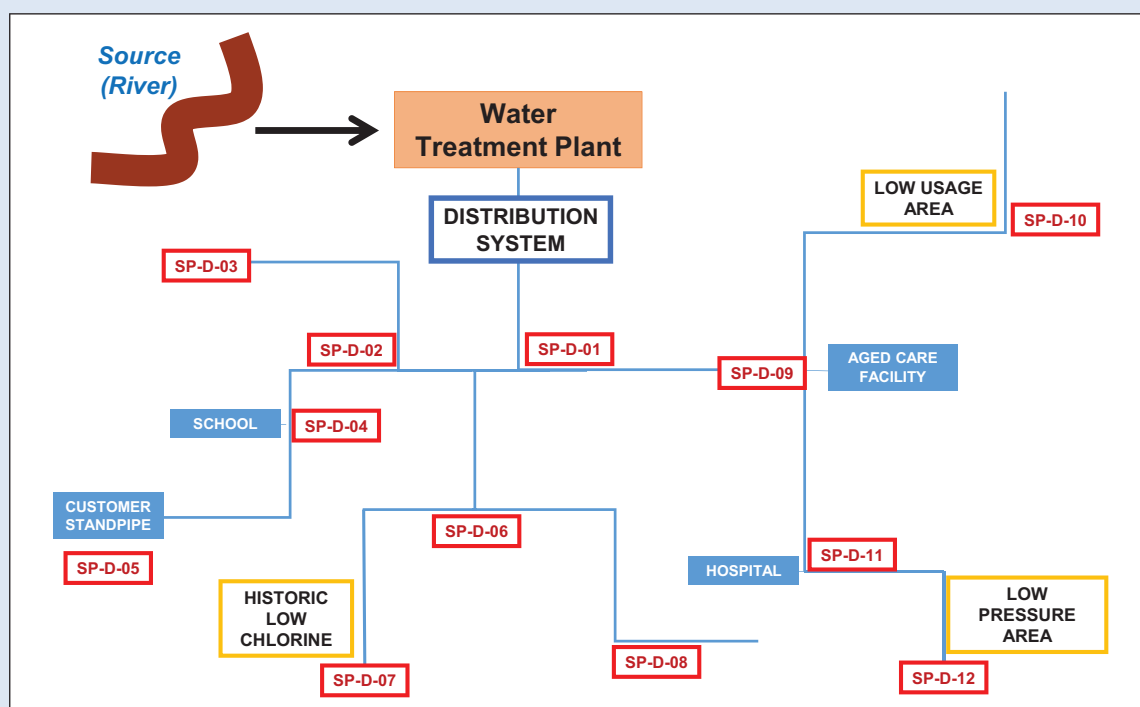 Source
(River)
Water
Treatment Plant
LOW USAGE
AREA
DISTRIBUTION
SYSTEM
SP-D-10
SP-D-03
SP-D-02
SP-D-01
SP-D-09
AGED CARE
FACILITY
SCHOOL
SP-D-04
CUSTOMER
STANDPIPE
SP-D-06
SP-D-05
HOSPITAL
SP-D-11
HISTORIC
LOW
CHLORINE
LOW
PRESSURE
AREA
SP-D-07
SP-D-08
SP-D-12